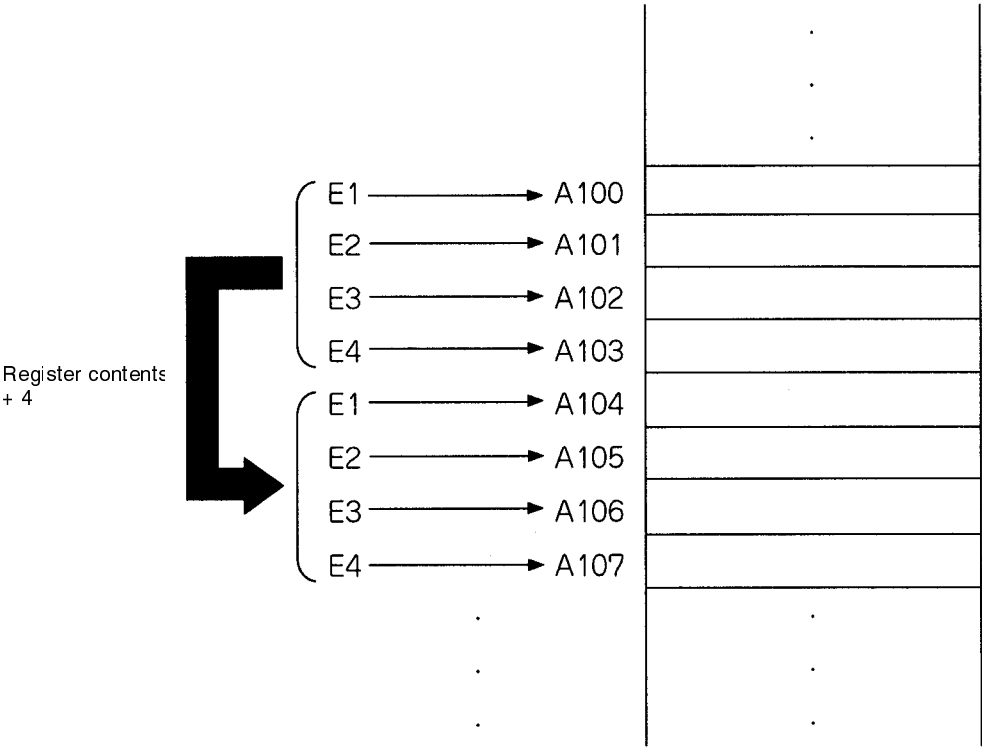 E1 A100
E2 A101
E3 A102
E4 A103
Register contents
+ 4
E1 A104
E2 A105
E3 A106
E4 A107